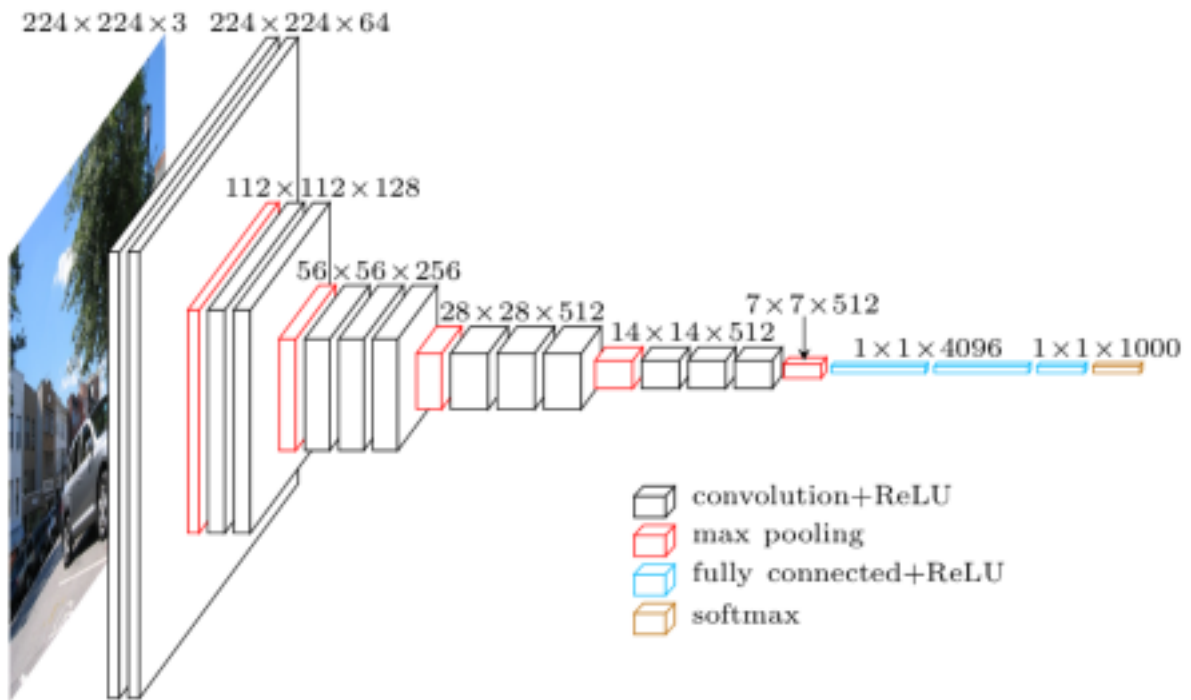 224×224×3
224×224×64
112×112×128
56×56×256
28×28×512
14×14×512
7×7×512
1×1×4096
1×1×1000
convolution+ReLU
max pooling
fully connected+ReLU
softmax